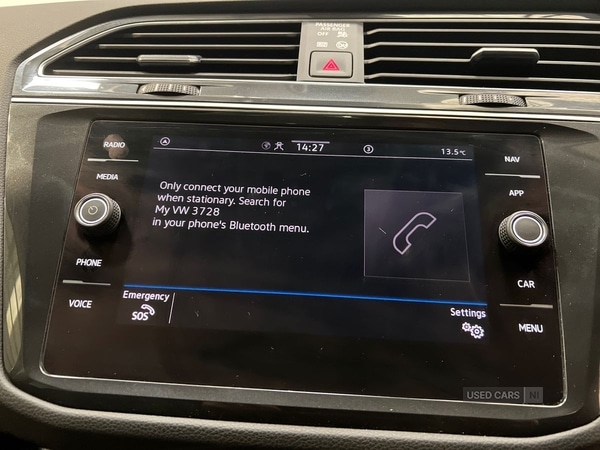 PASSENGER
AIR BAG
OFF
RADIO
MEDIA
PHONE
VOICE
14:27
3
13.5°C
Only connect your mobile phone
when stationary. Search for
My VW 3728
in your phone's Bluetooth menu.
Emergency
SOS
Settings
NAV
APP
CAR
MENU
USED CARS NI